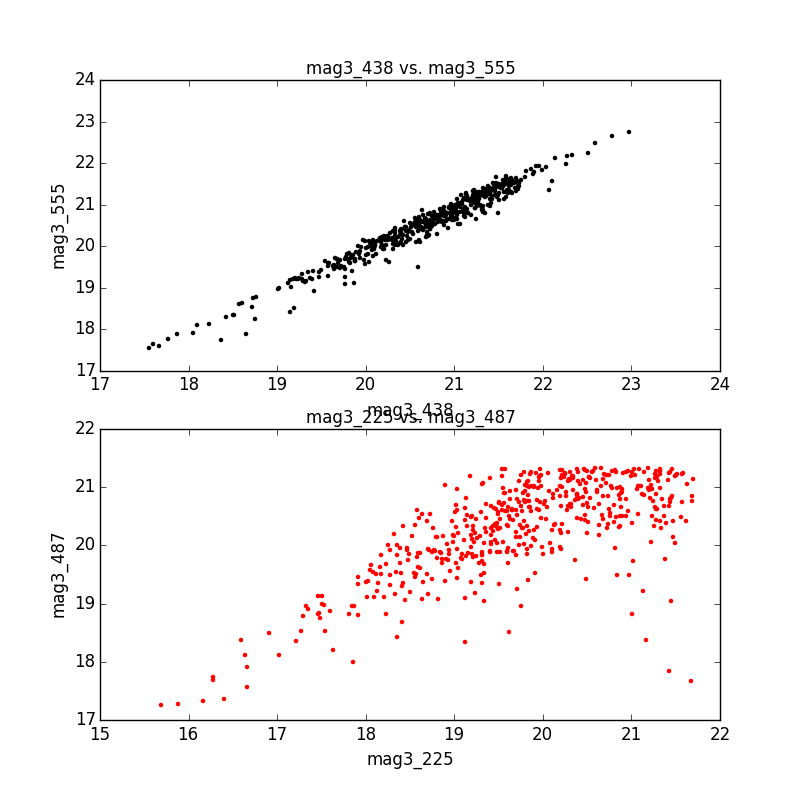 mag3_438 vs. mag3_555
24
23
22
21
20
19
18
17
mag3_555
17 18 19 20 21 22 23 24
mag3_438
mag3_225 vs. mag3_487
22
21
20
19
18
17
mag3_487
15 16 17 18 19 20 21 22
mag3_225